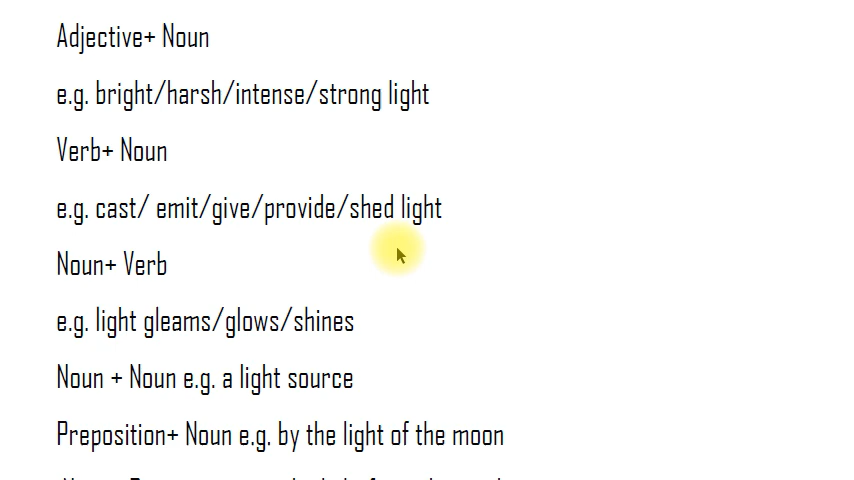 Adjective+ Noun
e.g. bright/harsh/intense/strong light
Verb+ Noun
e.g. cast/ emit/give/provide/shed light
Noun+ Verb
e.g. light gleams/glows/shines
Noun + Noun e.g. a light source
Preposition+ Noun e.g. by the light of the moon